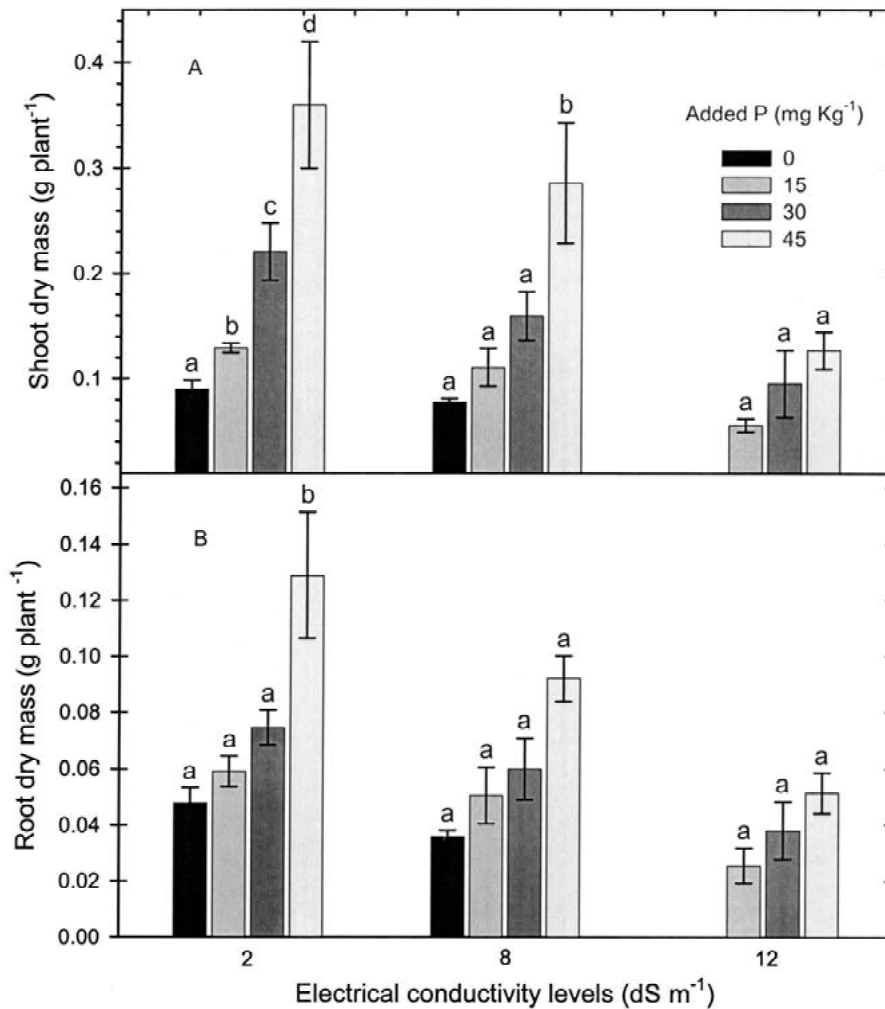 A
Shoot dry mass (g plant⁻¹)
0.4
0.3
0.2
0.1
a
b
c
d
a
a
a
b
a
a
a
Added P (mg Kg⁻¹)
0
15
30
45
B
Root dry mass (g plant ⁻¹)
0.16
0.14
0.12
0.10
0.08
0.06
0.04
0.02
0.00
a
a
a
b
a
a
a
a
a
a
a
2
8
12
Electrical conductivity levels (dS m⁻¹)